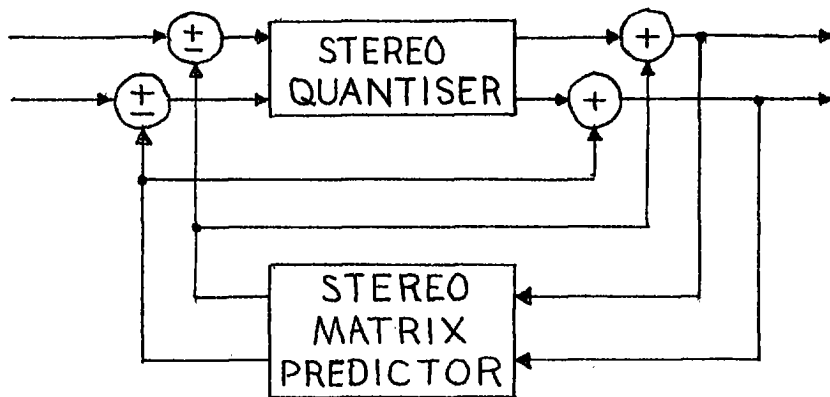 STEREO
QUANTISER
STEREO
MATRIX
PREDICTOR